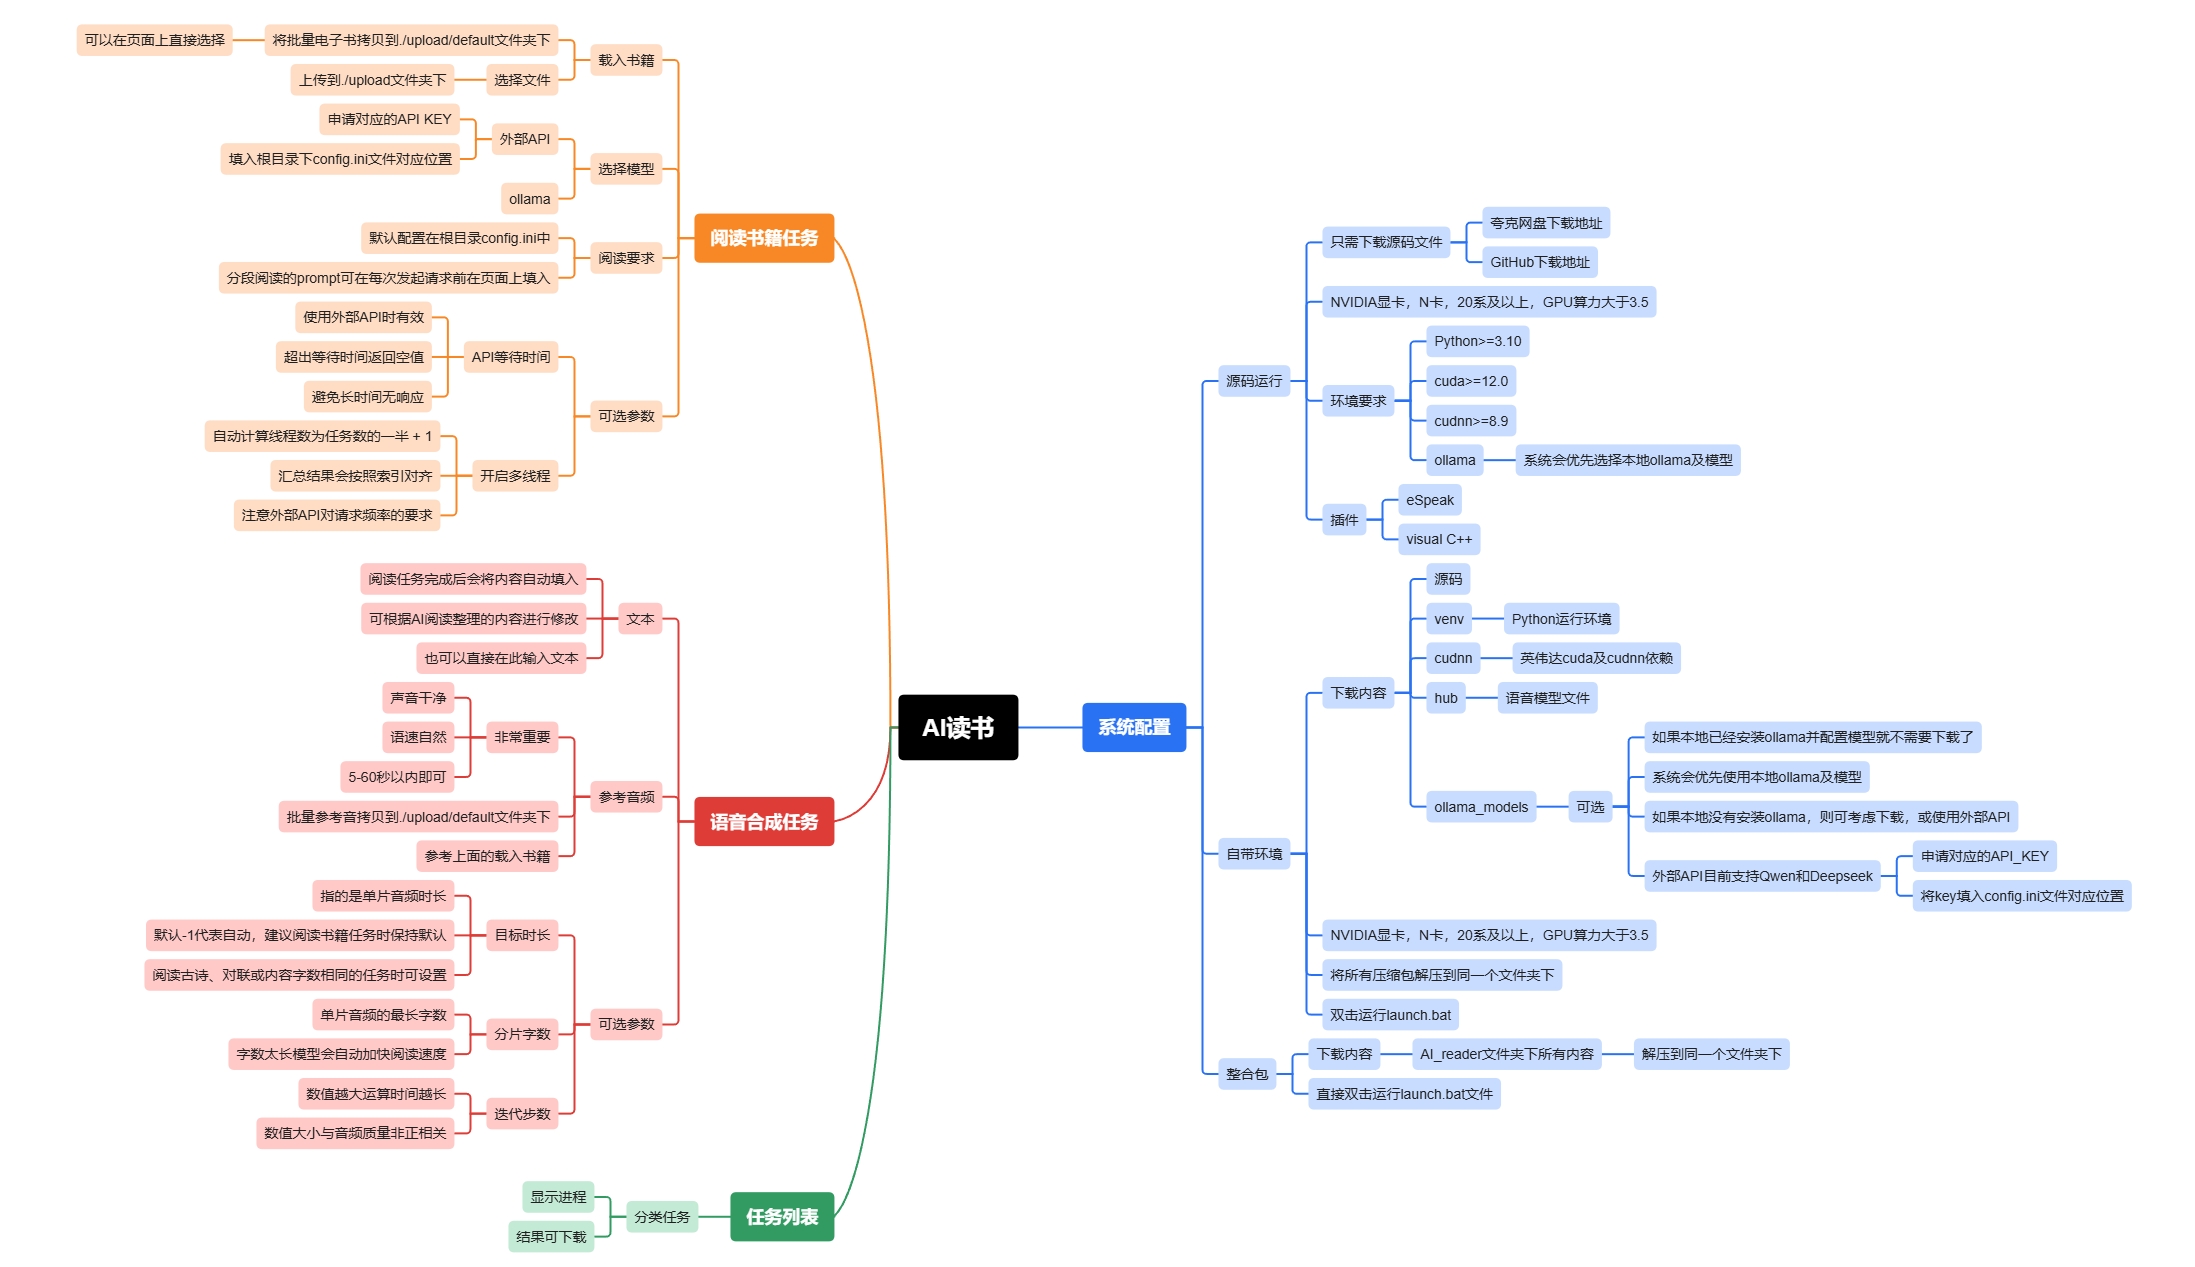 AI读书
阅读书籍任务
载入书籍
将批量电子书拷贝到./upload/default文件夹下
可以在页面上直接选择
选择文件
上传到./upload文件夹下
选择模型
外部API
申请对应的API KEY
填入根目录下config.ini文件对应位置
ollama
阅读要求
默认配置在根目录config.ini中
分段阅读的prompt可在每次发起请求前在页面上填入
可选参数
API等待时间
使用外部API时有效
超出等待时间返回空值
避免长时间无响应
开启多线程
自动计算线程数为任务数的一半 + 1
汇总结果会按照索引对齐
注意外部API对请求频率的要求
语音合成任务
文本
阅读任务完成后会将内容自动填入
可根据AI阅读整理的内容进行修改
也可以直接在此输入文本
参考音频
非常重要
声音干净
语速自然
5-60秒以内即可
批量参考音拷贝到./upload/default文件夹下
参考上面的载入书籍
可选参数
目标时长
指的是单片音频时长
默认-1代表自动，建议阅读书籍任务时保持默认
阅读古诗、对联或内容字数相同的任务时可设置
分片字数
单片音频的最长字数
字数太长模型会自动加快阅读速度
迭代步数
数值越大运算时间越长
数值大小与音频质量非正相关
任务列表
分类任务
显示进程
结果可下载
系统配置
源码运行
只需下载源码文件
夸克网盘下载地址
GitHub下载地址
NVIDIA显卡，N卡，20系及以上，GPU算力大于3.5
环境要求
Python>=3.10
cuda>=12.0
cudnn>=8.9
ollama
系统会优先选择本地ollama及模型
插件
eSpeak
visual C++
自带环境
下载内容
源码
venv
Python运行环境
cudnn
英伟达cuda及cudnn依赖
hub
语音模型文件
ollama_models
可选
如果本地已经安装ollama并配置模型就不需要下载了
系统会优先使用本地ollama及模型
如果本地没有安装ollama，则可考虑下载，或使用外部API
外部API目前支持Qwen和Deepseek
申请对应的API_KEY
将key填入config.ini文件对应位置
NVIDIA显卡，N卡，20系及以上，GPU算力大于3.5
将所有压缩包解压到同一个文件夹下
双击运行launch.bat
整合包
下载内容
AI_reader文件夹下所有内容
解压到同一个文件夹下
直接双击运行launch.bat文件